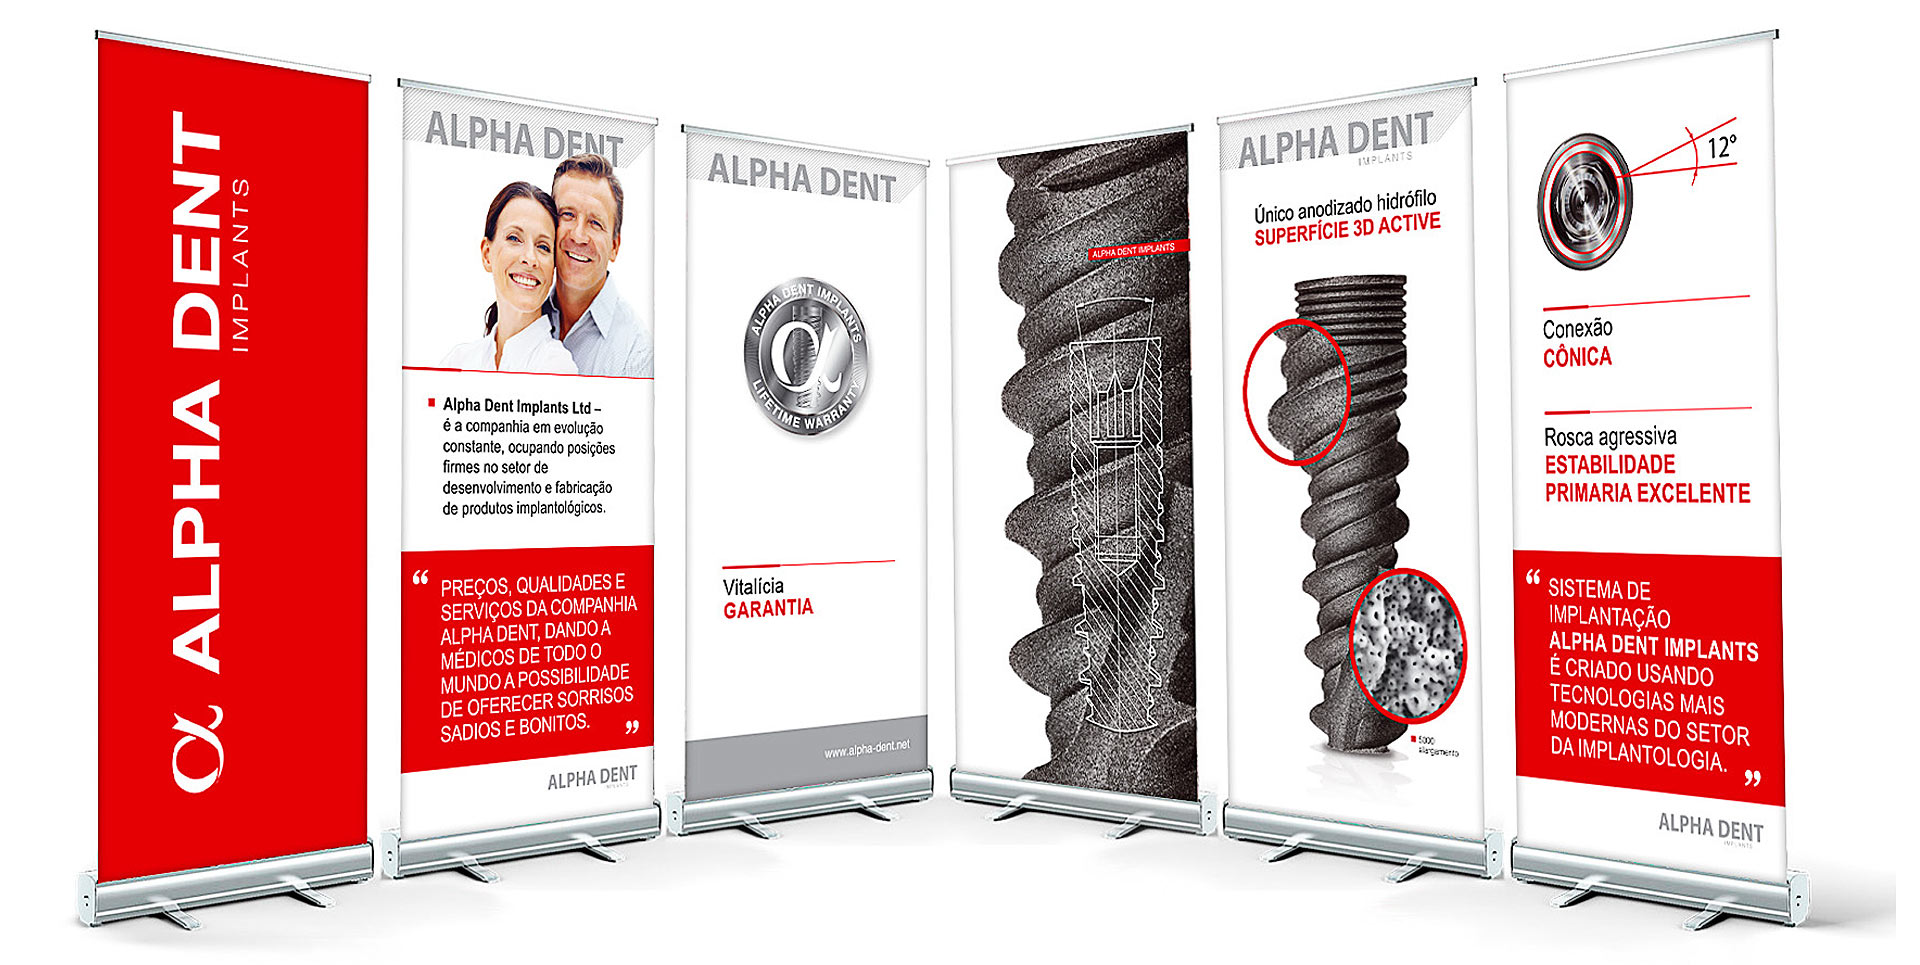 α ALPHA DENT
IMPLANTS
ALPHA DENT
Alpha Dent Implants Ltd –
é a companhia em evolução
constante, ocupando posições
firmes no setor de
desenvolvimento e fabricação
de produtos implantológicos.
“ PREÇOS, QUALIDADES E
SERVIÇOS DA COMPANHIA
ALPHA DENT, DANDO A
MÉDICOS DE TODO O
MUNDO A POSSIBILIDADE
DE OFERECER SORRISOS
SADIOS E BONITOS. ”
ALPHA DENT
IMPLANTS
ALPHA DENT
ALPHA DENT IMPLANTS
α
LIFETIME WARRANTY
Vitalícia
GARANTIA
www.alpha-dent.net
ALPHA DENT IMPLANTS
ALPHA DENT
IMPLANTS
Único anodizado hidrófilo
SUPERFÍCIE 3D ACTIVE
5000
alargamento
12°
Conexão
CÔNICA
Rosca agressiva
ESTABILIDADE
PRIMARIA EXCELENTE
“ SISTEMA DE
IMPLANTAÇÃO
ALPHA DENT IMPLANTS
É CRIADO USANDO
TECNOLOGIAS MAIS
MODERNAS DO SETOR
DA IMPLANTOLOGIA. ”
ALPHA DENT
IMPLANTS